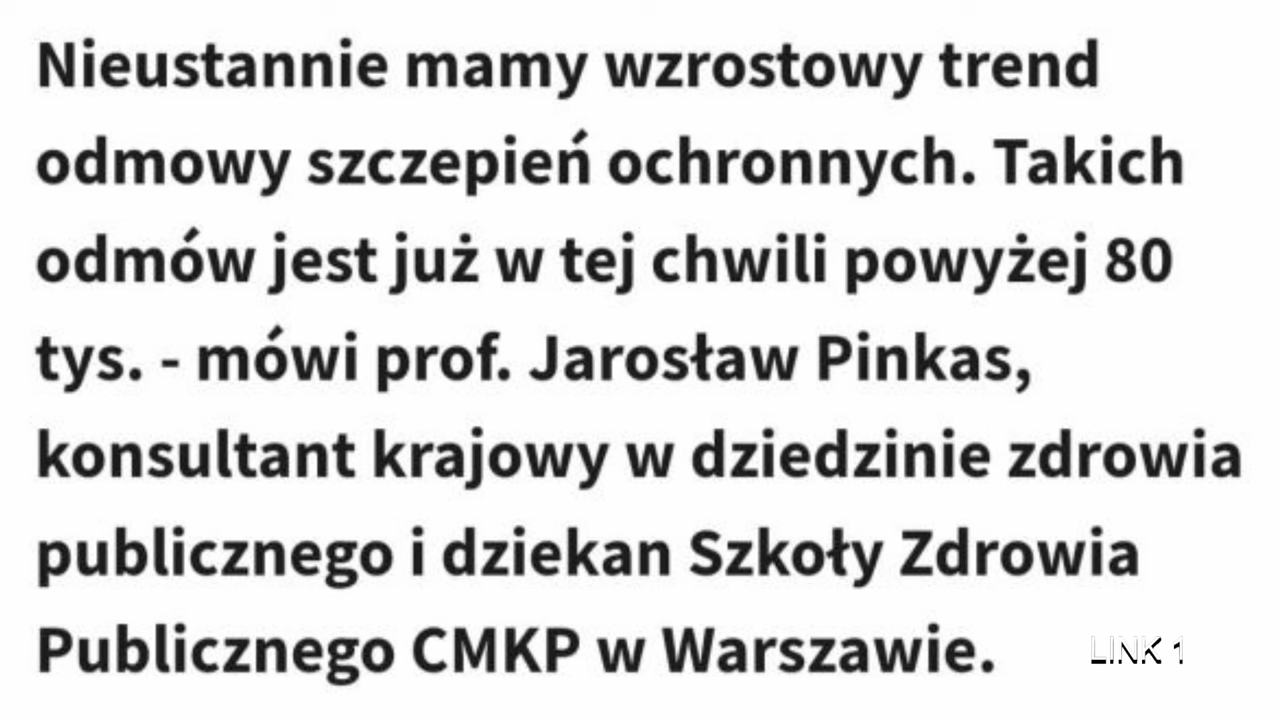 Nieustannie mamy wzrostowy trend
odmowy szczepień ochronnych. Takich
odmów jest już w tej chwili powyżej 80
tys. - mówi prof. Jarosław Pinkas,
konsultant krajowy w dziedzinie zdrowia
publicznego i dziekan Szkoły Zdrowia
Publicznego CMKP w Warszawie.
LINK 1